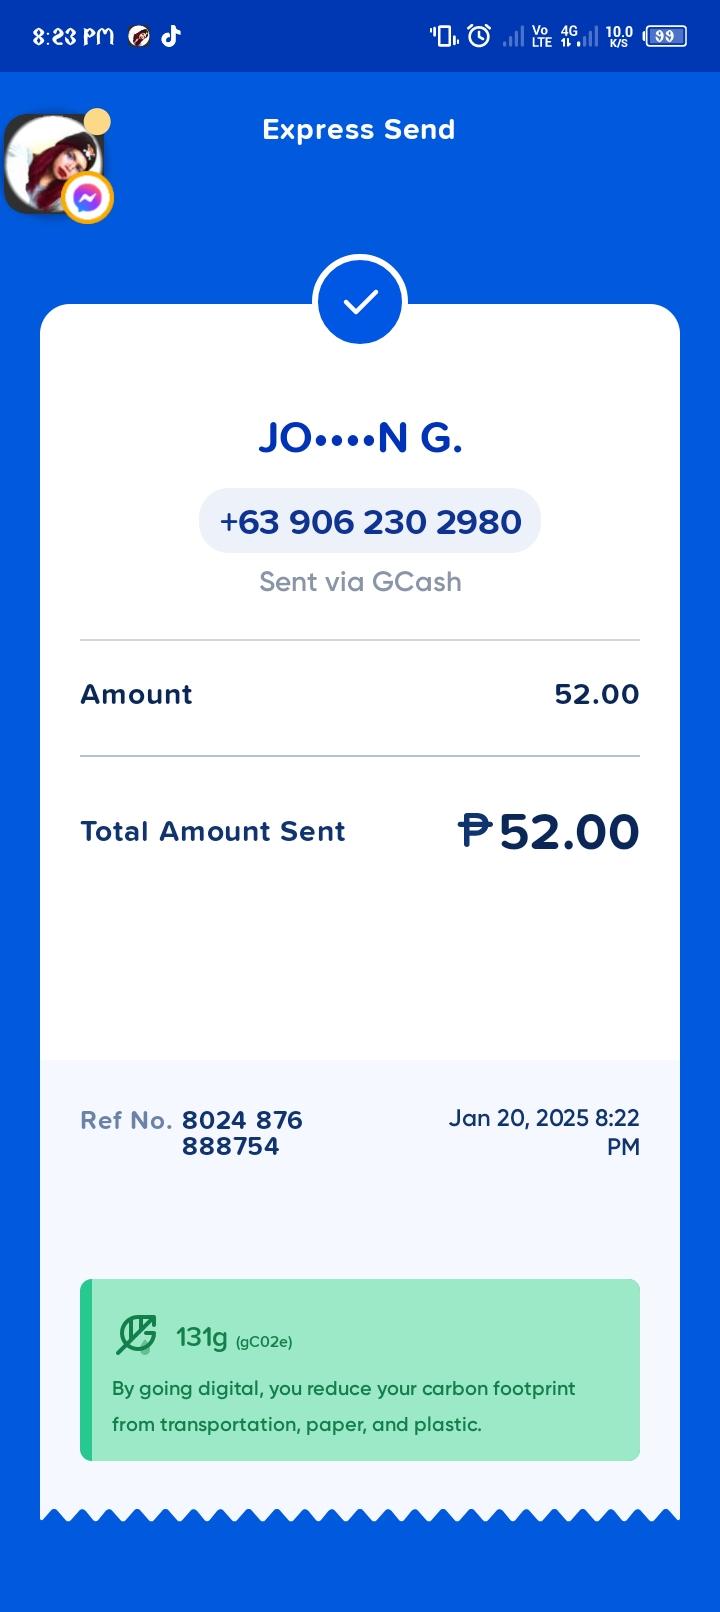 8:23 PM
Vo LTE 4G 10.0 K/S 99
Express Send
JO••••N G.
+63 906 230 2980
Sent via GCash
Amount 52.00
Total Amount Sent ₱52.00
Ref No. 8024 876 888754
Jan 20, 2025 8:22 PM
131g (gC02e)
By going digital, you reduce your carbon footprint
from transportation, paper, and plastic.